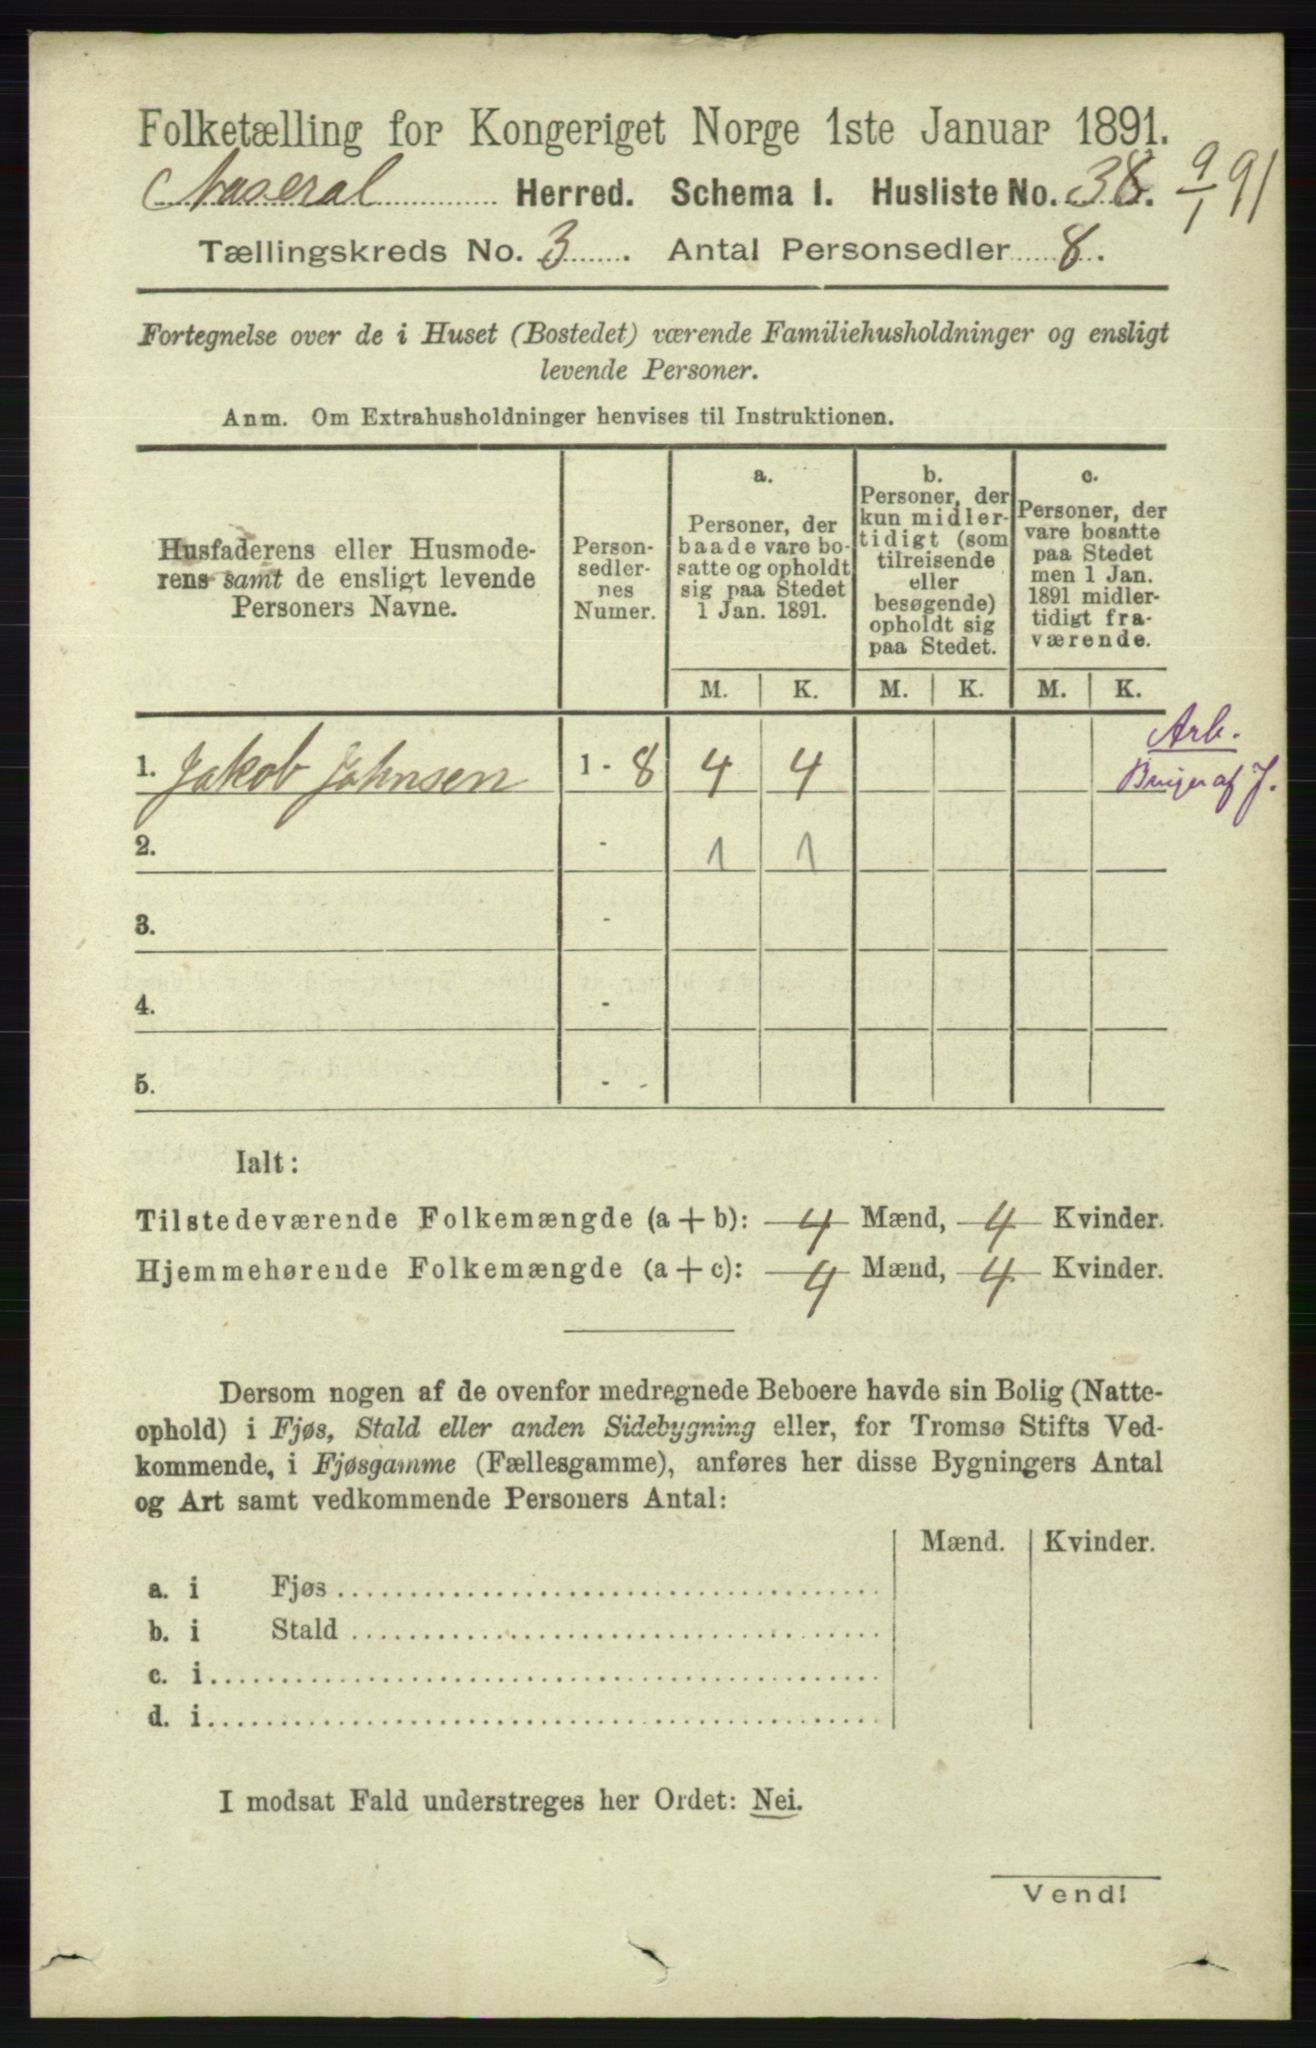 Folketælling for Kongeriget Norge 1ste Januar 1891.
Aaseral Herred. Schema I. Husliste No. 38. 9/1 91
Tællingskreds No. 3. Antal Personsedler 8.
Fortegnelse over de i Huset (Bostedet) værende Familiehusholdninger og ensligt
levende Personer.
Anm. Om Extrahusholdninger henvises til Instruktionen.
Husfaderens eller Husmode-
rens samt de ensligt levende
Personers Navne.
Person-
sedler-
nes
Numer.
a.
Personer, der
baade vare bo-
satte og opholdt
sig paa Stedet
1 Jan. 1891.
b.
Personer, der
kun midler-
tidigt (som
tilreisende
eller
besøgende)
opholdt sig
paa Stedet.
c.
Personer, der
vare bosatte
paa Stedet
men 1 Jan.
1891 midler-
tidigt fra-
værende.
M. K. M. K. M. K.
1. Jakob Johnsen 1 - 8 4 4
Arb.
Bruger af J.
2. - 1 1
3. -
4. -
5. -
Ialt:
Tilstedeværende Folkemængde (a + b): 4 Mænd, 4 Kvinder.
Hjemmehørende Folkemængde (a + c): 4 Mænd, 4 Kvinder.
Dersom nogen af de ovenfor medregnede Beboere havde sin Bolig (Natte-
ophold) i Fjøs, Stald eller anden Sidebygning eller, for Tromsø Stifts Ved-
kommende, i Fjøsgamme (Fællesgamme), anføres her disse Bygningers Antal
og Art samt vedkommende Personers Antal:
Mænd. Kvinder.
a. i Fjøs
b. i Stald
c. i
d. i
I modsat Fald understreges her Ordet: Nei.
Vend!